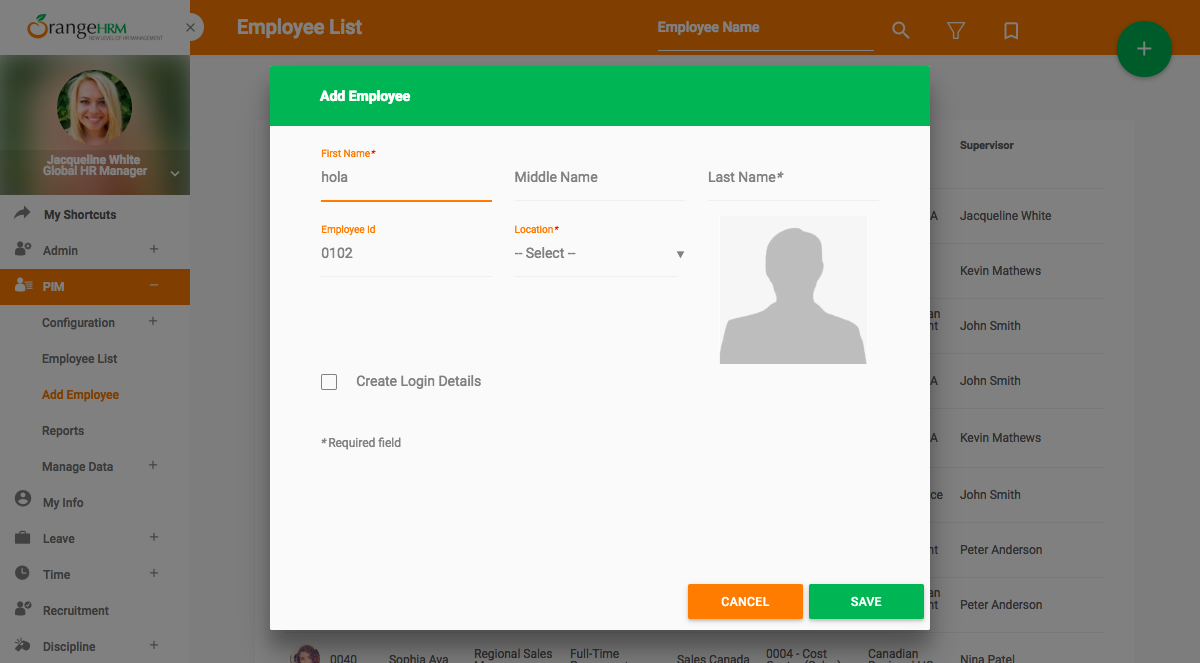 OrangeHRM
NEW LEVEL OF HR MANAGEMENT
Employee List
Employee Name
Jacqueline White
Global HR Manager
My Shortcuts
Admin
PIM
Configuration
Employee List
Add Employee
Reports
Manage Data
My Info
Leave
Time
Recruitment
Discipline
Add Employee
First Name*
hola
Middle Name
Last Name*
Employee Id
0102
Location*
-- Select --
Create Login Details
* Required field
CANCEL
SAVE
Supervisor
A Jacqueline White
Kevin Mathews
John Smith
A John Smith
A Kevin Mathews
John Smith
Peter Anderson
Peter Anderson
0040 Sophia Aya Regional Sales Full-Time Sales Canada 0004 - Cost Canadian Nina Patel